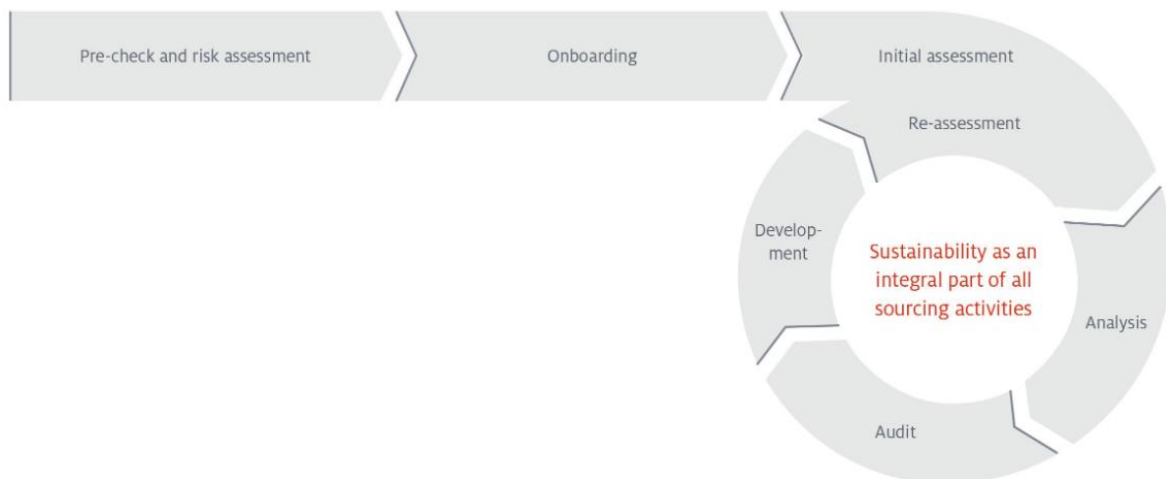 Pre-check and risk assessment
Onboarding
Initial assessment
Re-assessment
Develop-
ment
Sustainability as an
integral part of all
sourcing activities
Analysis
Audit